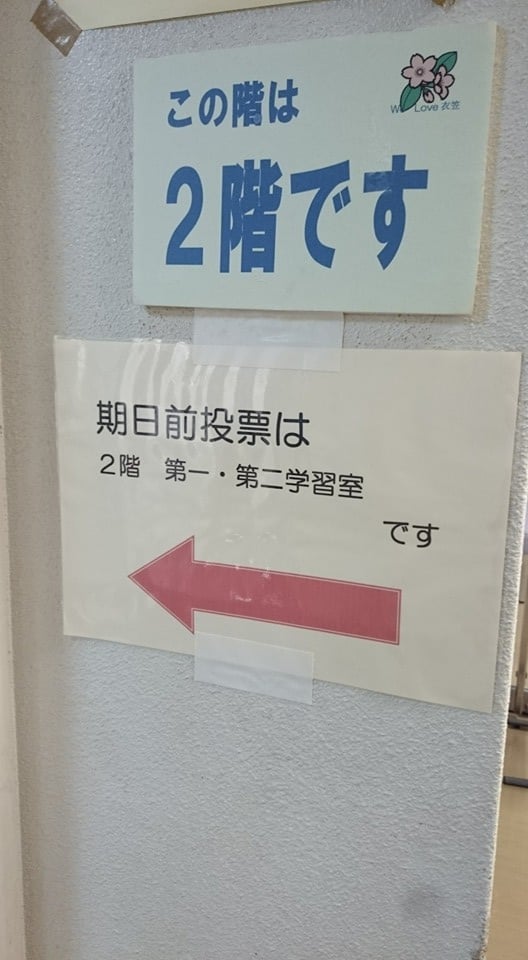 この階は
We Love 衣笠
2階です
期日前投票は
2階　第一・第二学習室
です